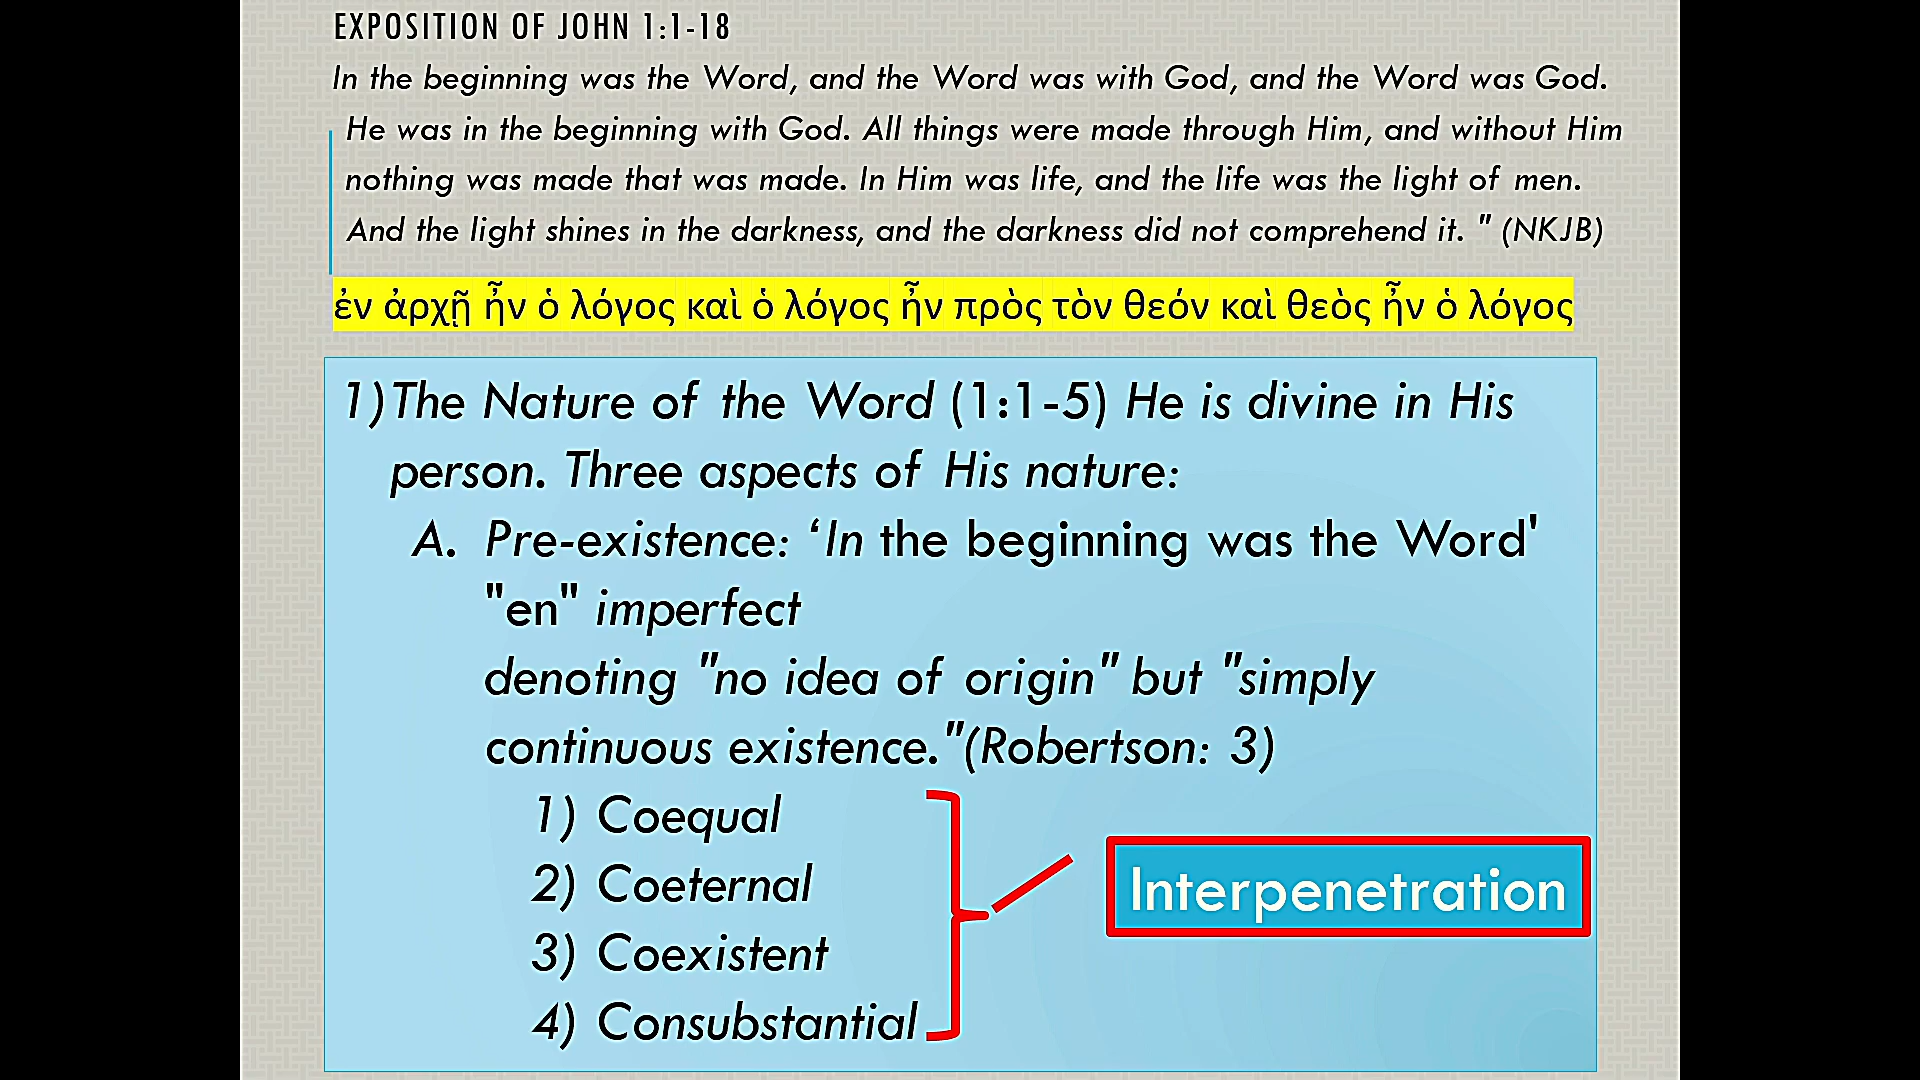 EXPOSITION OF JOHN 1:1-18
In the beginning was the Word, and the Word was with God, and the Word was God.
He was in the beginning with God. All things were made through Him, and without Him
nothing was made that was made. In Him was life, and the life was the light of men.
And the light shines in the darkness, and the darkness did not comprehend it. " (NKJB)
ἐν ἀρχῇ ἦν ὁ λόγος καὶ ὁ λόγος ἦν πρὸς τὸν θεόν καὶ θεὸς ἦν ὁ λόγος
1) The Nature of the Word (1:1-5) He is divine in His
person. Three aspects of His nature:
A. Pre-existence: ‘In the beginning was the Word'
"en" imperfect
denoting "no idea of origin" but "simply
continuous existence."(Robertson: 3)
1) Coequal
2) Coeternal
3) Coexistent
4) Consubstantial
Interpenetration